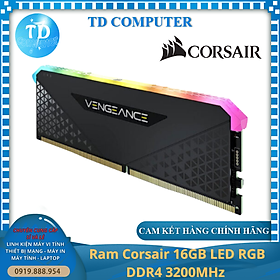 TD COMPUTER
TD
CORSAIR
VENGEANCE
CAM KẾT HÀNG CHÍNH HÃNG
LINH KIỆN MÁY VI TÍNH
THIẾT BỊ MẠNG - MÁY IN
MÁY TÍNH - LAPTOP
0919.888.954
Ram Corsair 16GB LED RGB
DDR4 3200MHz